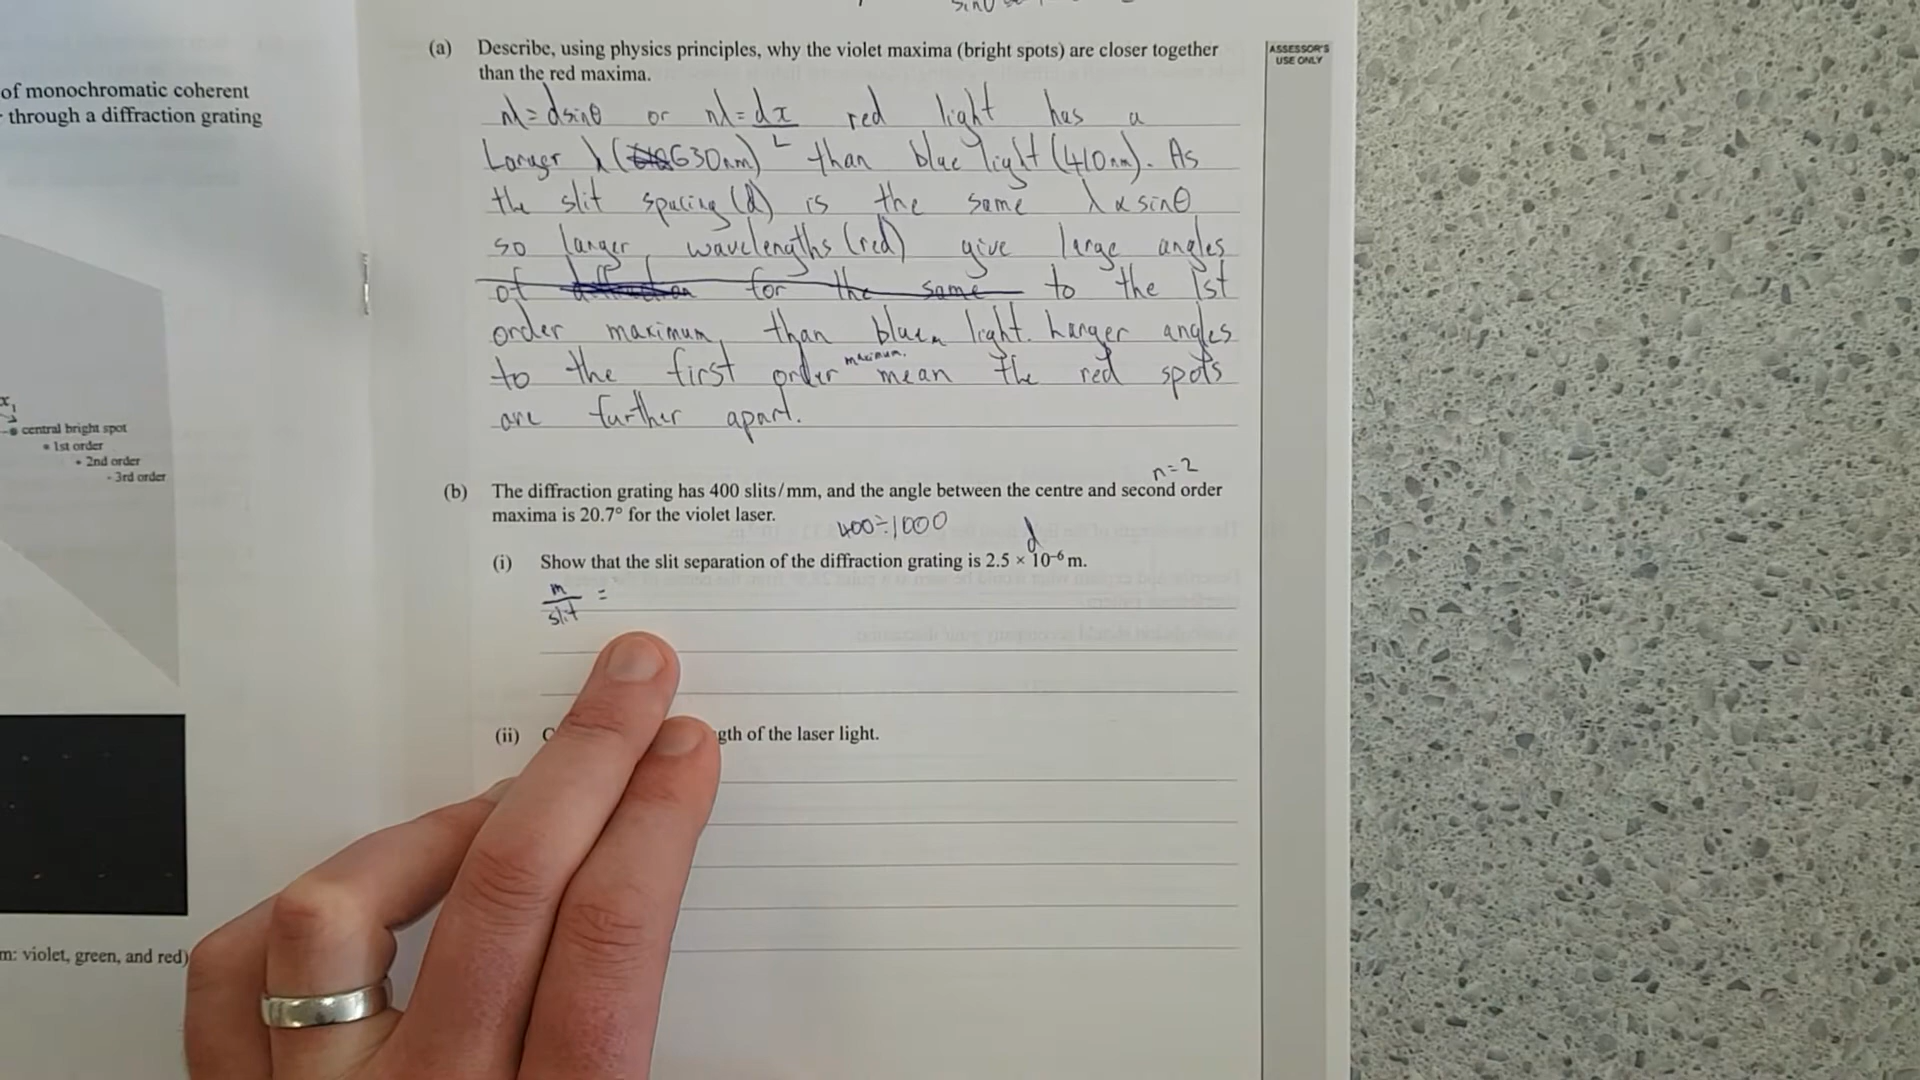 sinθ
of monochromatic coherent
through a diffraction grating
x1
central bright spot
1st order
2nd order
3rd order
m: violet, green, and red)
ASSESSOR'S
USE ONLY
(a) Describe, using physics principles, why the violet maxima (bright spots) are closer together
than the red maxima.
nλ=dsinθ or nλ=dx/L red light has a
Larger λ(630nm) than blue light (410nm). As
the slit spacing (d) is the same λ ∝ sinθ
so larger wavelengths (red) give large angles
of for the same to the 1st
order maximum, than blue light. Larger angles
to the first order maximum. mean the red spots
are further apart.
n=2
(b) The diffraction grating has 400 slits/mm, and the angle between the centre and second order
maxima is 20.7° for the violet laser.
400÷1000
d
(i) Show that the slit separation of the diffraction grating is 2.5 × 10⁻⁶ m.
m/slit =
(ii) C gth of the laser light.